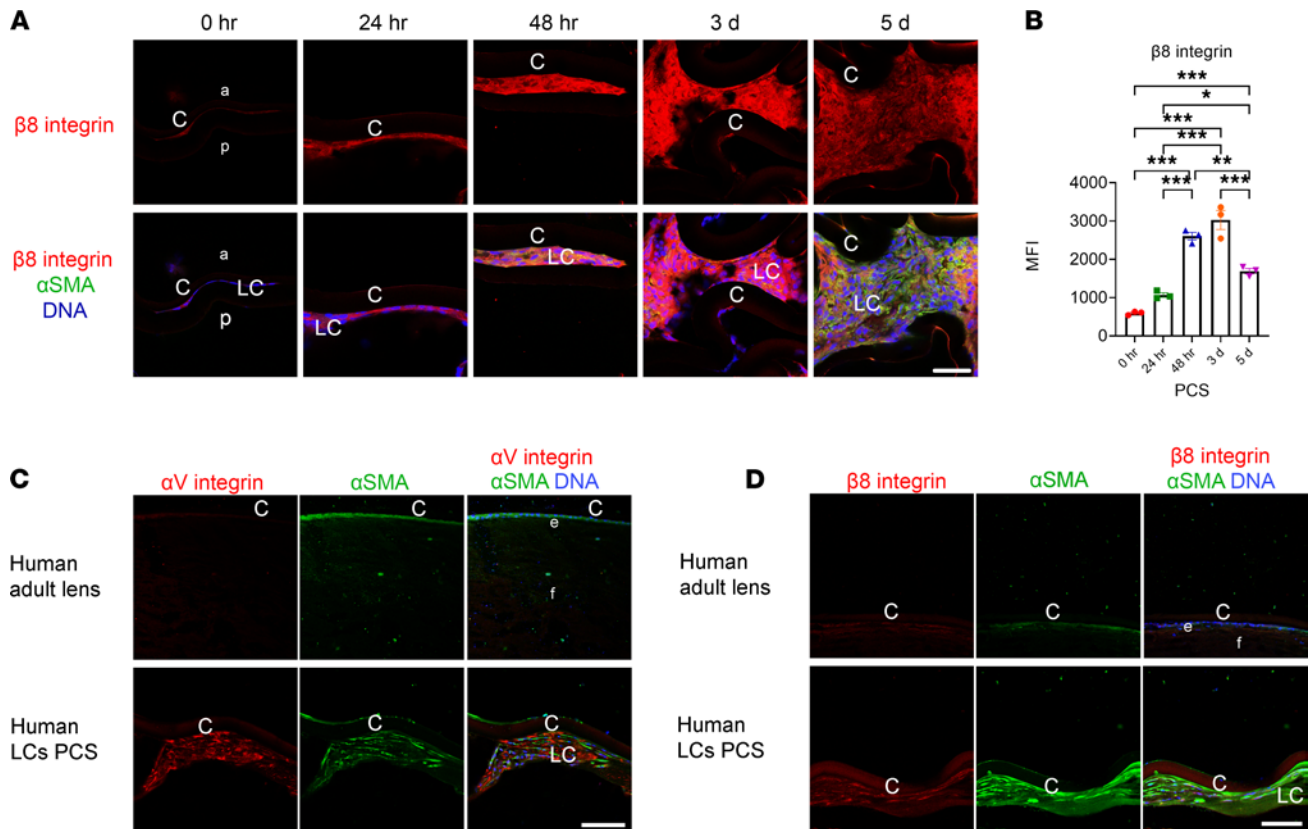 A
0 hr
24 hr
48 hr
3 d
5 d
β8 integrin
a
C
p
C
C
C
C
C
β8 integrin
αSMA
DNA
a
C
LC
p
C
LC
C
LC
LC
C
C
LC
B
β8 integrin
***
*
***
***
***
**
***
***
MFI
4000
3000
2000
1000
0
0 hr
24 hr
48 hr
3 d
5 d
PCS
C
αV integrin
αSMA
αV integrin
αSMA DNA
Human
adult lens
C
C
C
e
f
Human
LCs PCS
C
C
C
LC
D
β8 integrin
αSMA
β8 integrin
αSMA DNA
Human
adult lens
C
C
C
e
f
Human
LCs PCS
C
C
C
LC